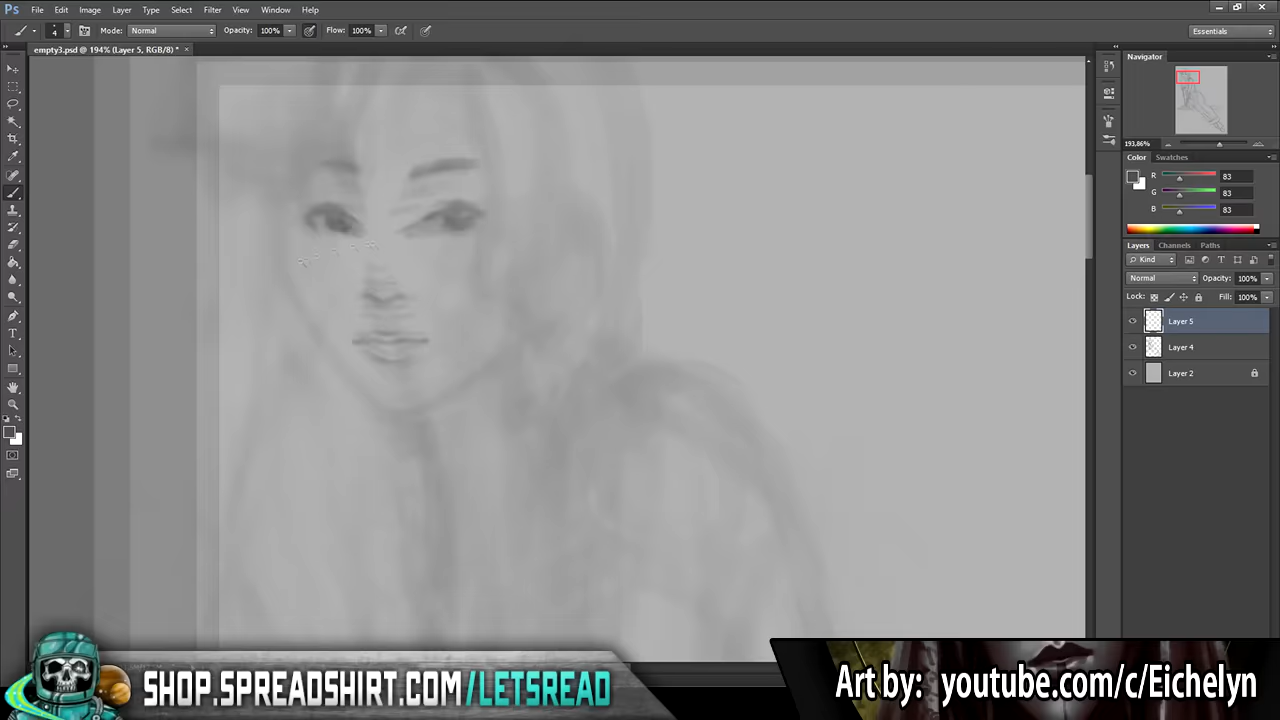 Ps File Edit Image Layer Type Select Filter 3D View Window Help
4 Mode: Normal Opacity: 100% Flow: 100% Essentials
empty3.psd @ 194% (Layer 5, RGB/8) * ×
Navigator
193,86%
Color Swatches
R 83
G 83
B 83
Layers Channels Paths
Kind
Normal Opacity: 100%
Lock: Fill: 100%
Layer 5
Layer 4
Layer 2
SHOP.SPREADSHIRT.COM/LETSREAD
Art by: youtube.com/c/Eichelyn